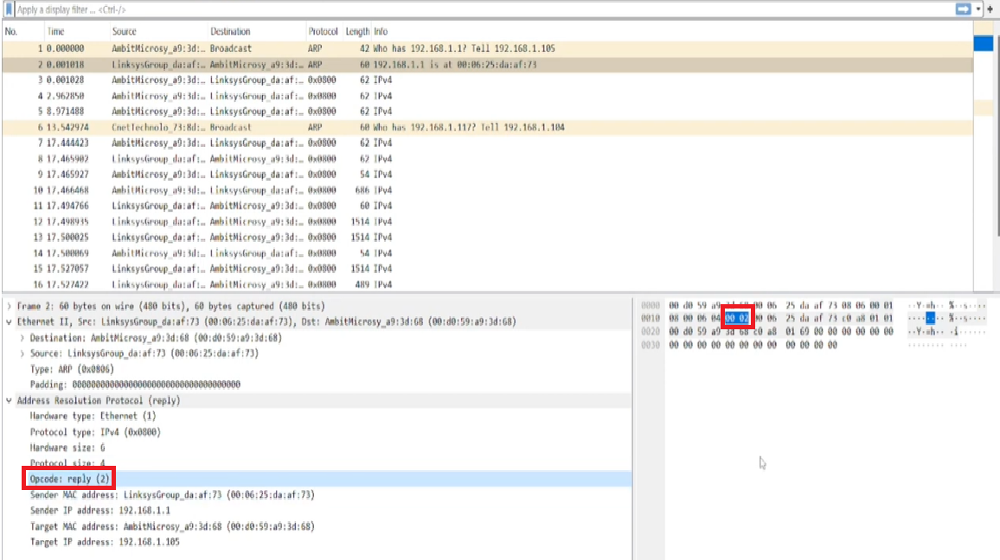 Apply a display filter ... <Ctrl-/>
No. Time Source Destination Protocol Length Info
1 0.000000 AmbitMicrosy_a9:3d:… Broadcast ARP 42 Who has 192.168.1.1? Tell 192.168.1.105
2 0.001018 LinksysGroup_da:af:… AmbitMicrosy_a9:3d:… ARP 60 192.168.1.1 is at 00:06:25:da:af:73
3 0.001028 AmbitMicrosy_a9:3d:… LinksysGroup_da:af:… 0x0800 62 IPv4
4 2.962850 AmbitMicrosy_a9:3d:… LinksysGroup_da:af:… 0x0800 62 IPv4
5 8.971488 AmbitMicrosy_a9:3d:… LinksysGroup_da:af:… 0x0800 62 IPv4
6 13.542974 CnetTechnolo_73:8d:… Broadcast ARP 60 Who has 192.168.1.117? Tell 192.168.1.104
7 17.444423 AmbitMicrosy_a9:3d:… LinksysGroup_da:af:… 0x0800 62 IPv4
8 17.465902 LinksysGroup_da:af:… AmbitMicrosy_a9:3d:… 0x0800 62 IPv4
9 17.465927 AmbitMicrosy_a9:3d:… LinksysGroup_da:af:… 0x0800 54 IPv4
10 17.466468 AmbitMicrosy_a9:3d:… LinksysGroup_da:af:… 0x0800 686 IPv4
11 17.494766 LinksysGroup_da:af:… AmbitMicrosy_a9:3d:… 0x0800 60 IPv4
12 17.498935 LinksysGroup_da:af:… AmbitMicrosy_a9:3d:… 0x0800 1514 IPv4
13 17.500025 LinksysGroup_da:af:… AmbitMicrosy_a9:3d:… 0x0800 1514 IPv4
14 17.500069 AmbitMicrosy_a9:3d:… LinksysGroup_da:af:… 0x0800 54 IPv4
15 17.527057 LinksysGroup_da:af:… AmbitMicrosy_a9:3d:… 0x0800 1514 IPv4
16 17.527422 LinksysGroup_da:af:… AmbitMicrosy_a9:3d:… 0x0800 489 IPv4
Frame 2: 60 bytes on wire (480 bits), 60 bytes captured (480 bits)
Ethernet II, Src: LinksysGroup_da:af:73 (00:06:25:da:af:73), Dst: AmbitMicrosy_a9:3d:68 (00:d0:59:a9:3d:68)
Destination: AmbitMicrosy_a9:3d:68 (00:d0:59:a9:3d:68)
Source: LinksysGroup_da:af:73 (00:06:25:da:af:73)
Type: ARP (0x0806)
Padding: 000000000000000000000000000000000000
Address Resolution Protocol (reply)
Hardware type: Ethernet (1)
Protocol type: IPv4 (0x0800)
Hardware size: 6
Protocol size: 4
Opcode: reply (2)
Sender MAC address: LinksysGroup_da:af:73 (00:06:25:da:af:73)
Sender IP address: 192.168.1.1
Target MAC address: AmbitMicrosy_a9:3d:68 (00:d0:59:a9:3d:68)
Target IP address: 192.168.1.105
0000 00 d0 59 a9 3d 68 00 06 25 da af 73 08 06 00 01 ··Y·=h·· %··s····
0010 08 00 06 04 00 02 00 06 25 da af 73 c0 a8 01 01 ········ %··s····
0020 00 d0 59 a9 3d 68 c0 a8 01 69 00 00 00 00 00 00 ··Y·=h·· ·i······
0030 00 00 00 00 00 00 00 00 00 00 00 00 ········ ····